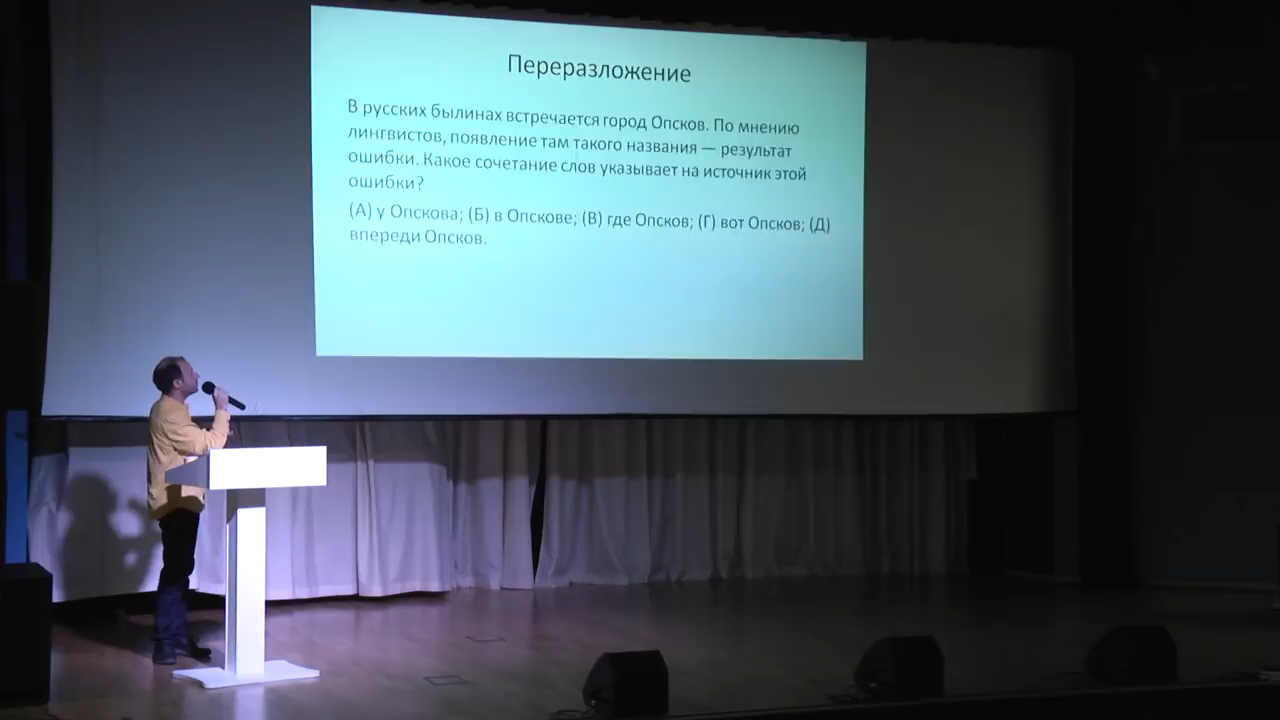 Переразложение
В русских былинах встречается город Опсков. По мнению
лингвистов, появление там такого названия — результат
ошибки. Какое сочетание слов указывает на источник этой
ошибки?
(А) у Опскова; (Б) в Опскове; (В) где Опсков; (Г) вот Опсков; (Д)
впереди Опсков.